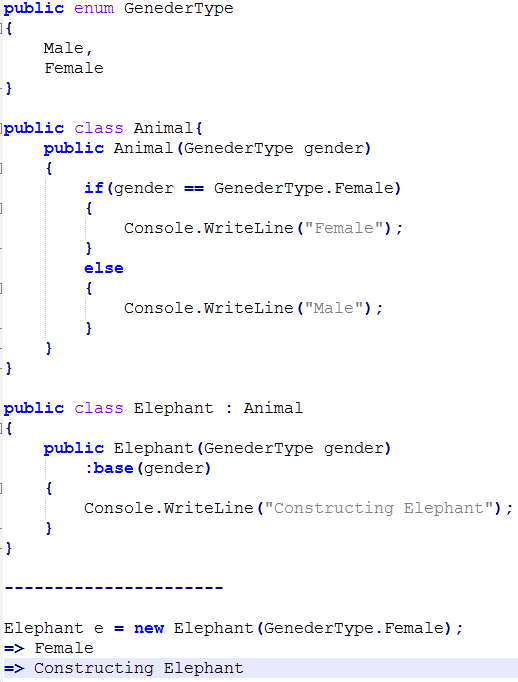 public enum GenederType
{
    Male,
    Female
}

public class Animal{
    public Animal(GenederType gender)
    {
        if(gender == GenederType.Female)
        {
            Console.WriteLine("Female");
        }
        else
        {
            Console.WriteLine("Male");
        }
    }
}

public class Elephant : Animal
{
    public Elephant(GenederType gender)
        :base(gender)
    {
        Console.WriteLine("Constructing Elephant");
    }
}

----------------------

Elephant e = new Elephant(GenederType.Female);
=> Female
=> Constructing Elephant